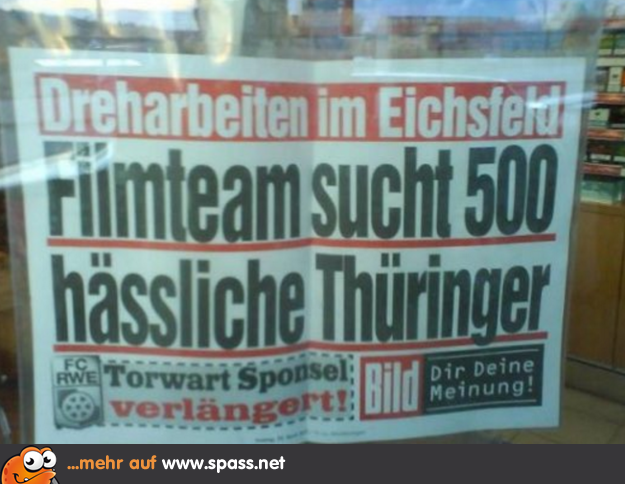 Dreharbeiten im Eichsfeld
Filmteam sucht 500
hässliche Thüringer
FC
RWE
Torwart Sponsel
verlängert!
Bild
Dir Deine
Meinung!
...mehr auf www.spass.net